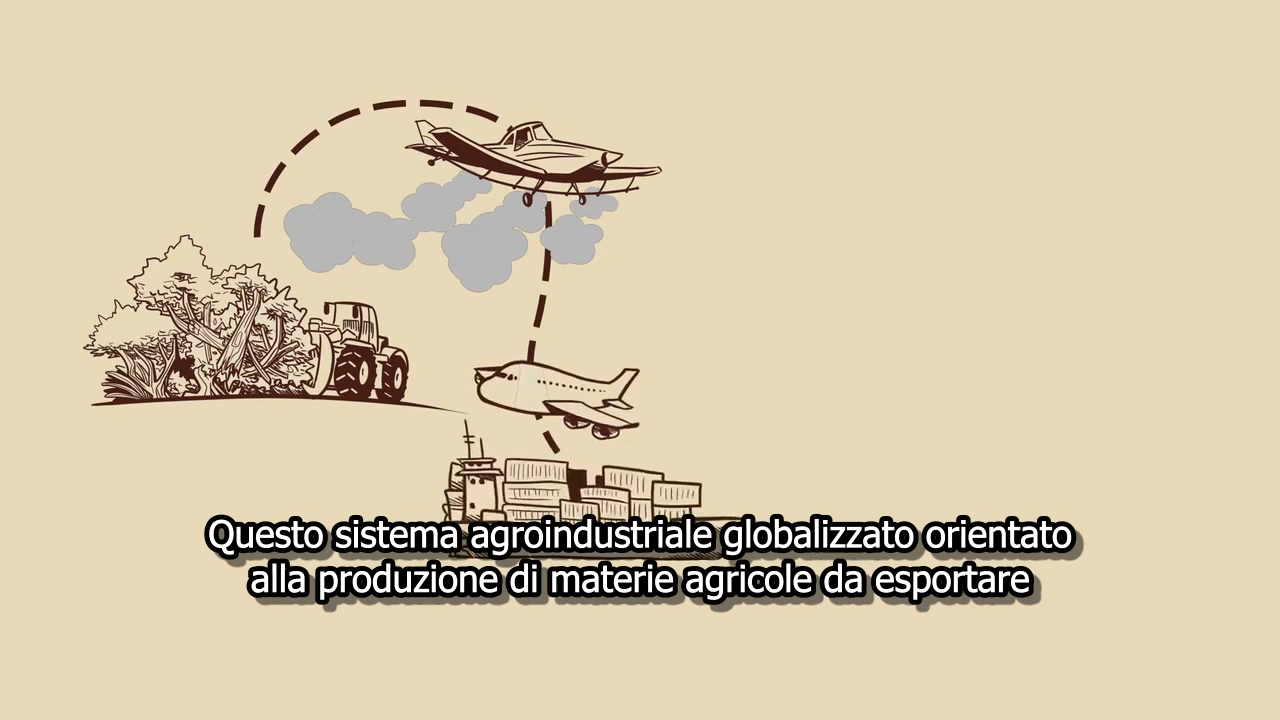 Questo sistema agroindustriale globalizzato orientato
alla produzione di materie agricole da esportare